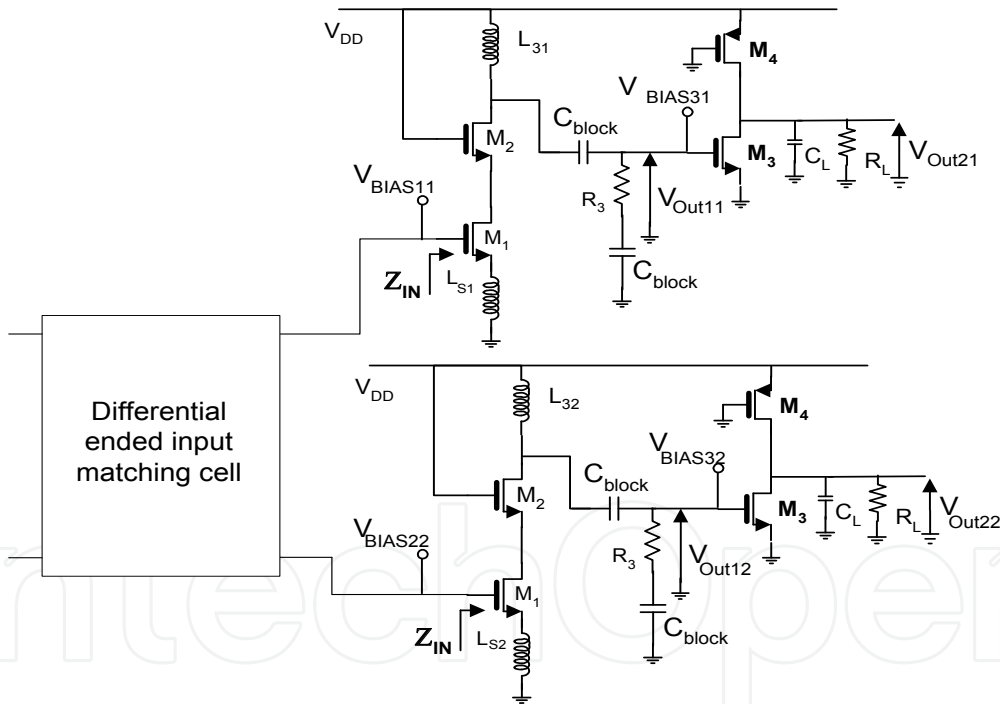 V_DD
L_31
M_4
V_BIAS31
C_block
M_2
M_3
C_L
R_L
V_Out21
V_BIAS11
R_3
V_Out11
M_1
Z_IN
L_S1
C_block
V_DD
L_32
M_4
Differential
ended input
matching cell
V_BIAS32
C_block
M_2
M_3
C_L
R_L
V_Out22
V_BIAS22
R_3
V_Out12
M_1
Z_IN
L_S2
C_block
IntechOpen